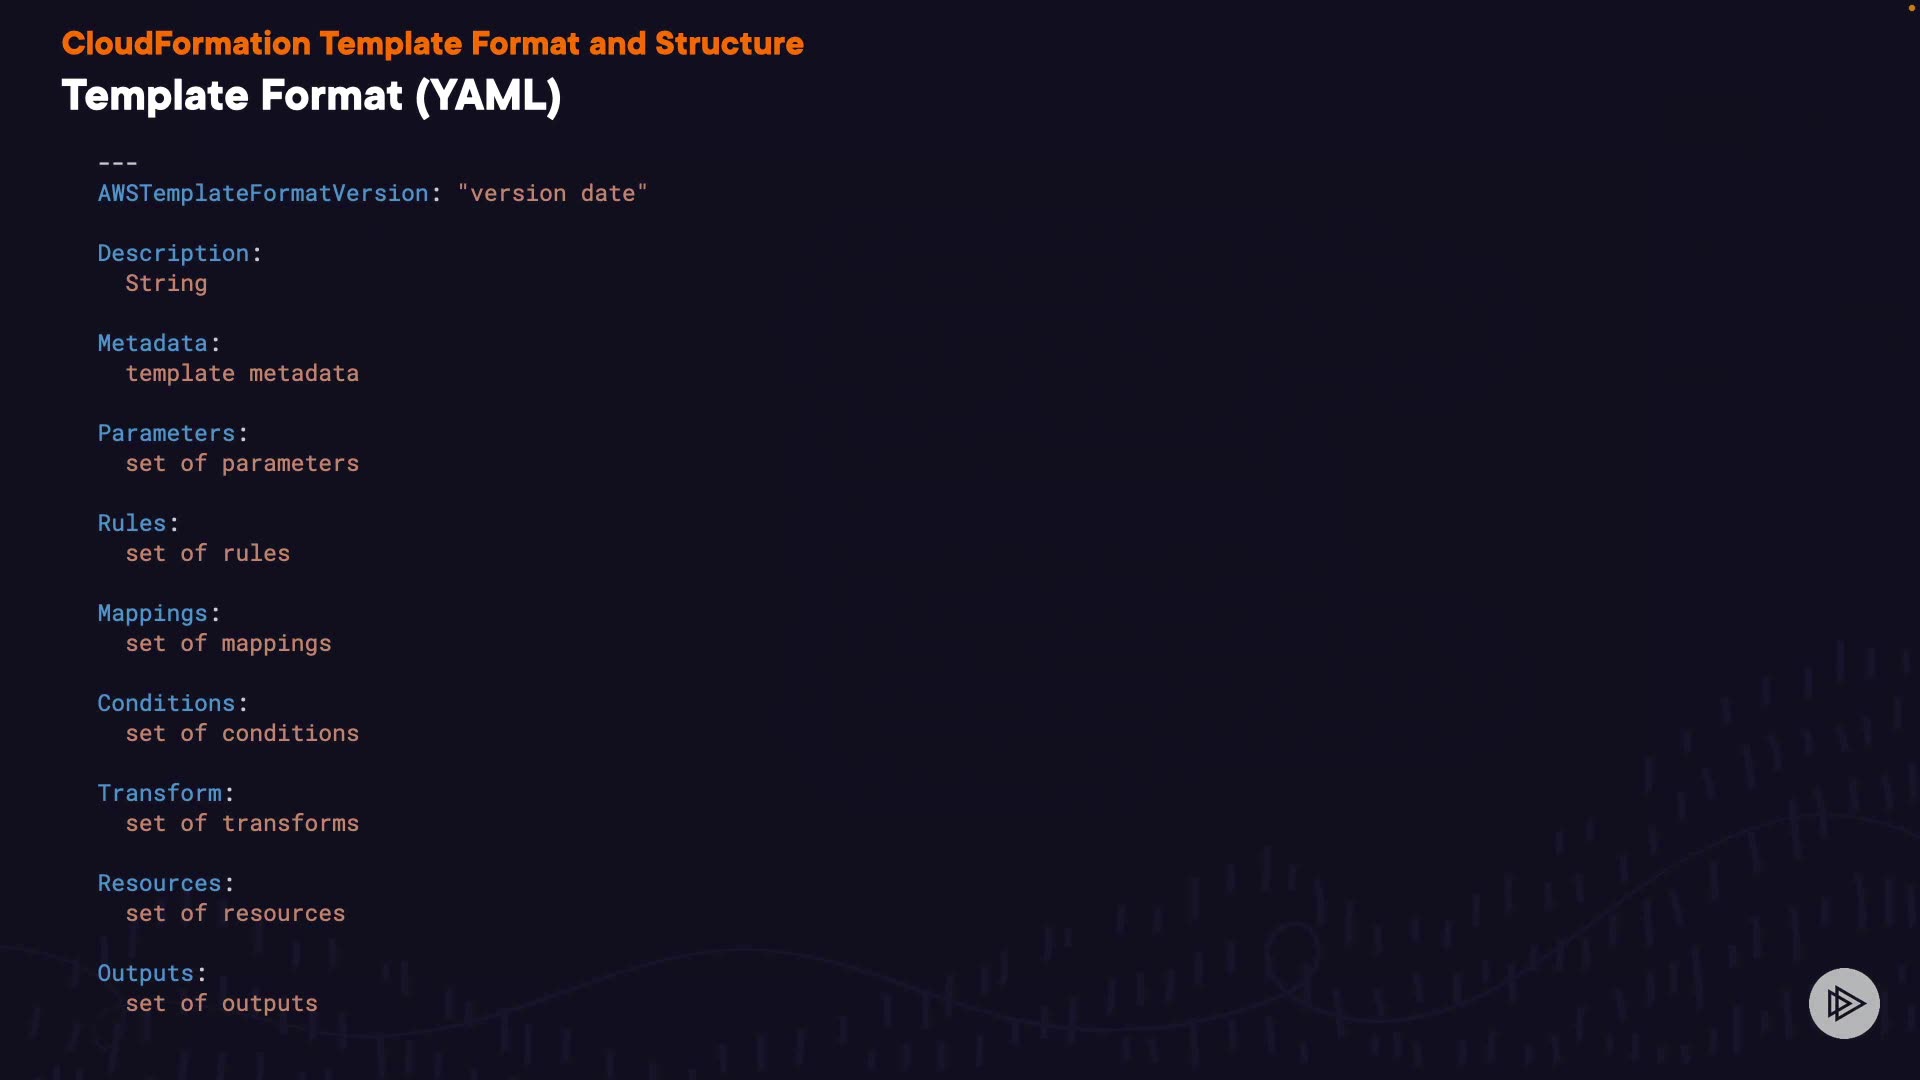 CloudFormation Template Format and Structure
Template Format (YAML)
---
AWSTemplateFormatVersion: "version date"
Description:
  String
Metadata:
  template metadata
Parameters:
  set of parameters
Rules:
  set of rules
Mappings:
  set of mappings
Conditions:
  set of conditions
Transform:
  set of transforms
Resources:
  set of resources
Outputs:
  set of outputs